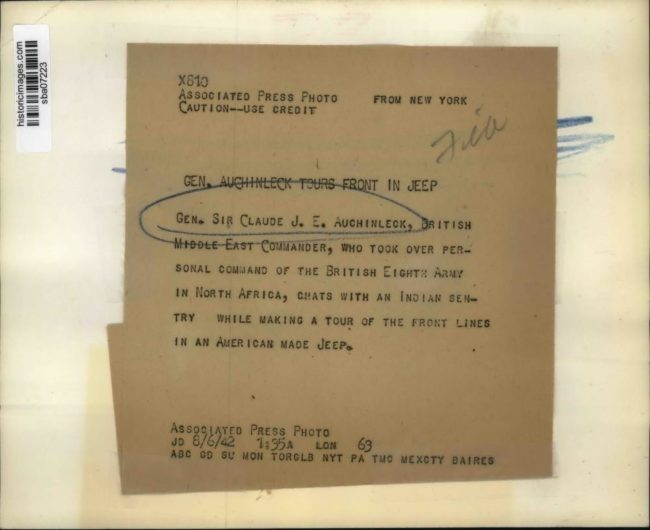 historicimages.com
sba07223
X610
ASSOCIATED PRESS PHOTO FROM NEW YORK
CAUTION--USE CREDIT
GEN. AUCHINLECK TOURS FRONT IN JEEP
GEN. SIR CLAUDE J. E. AUCHINLECK, BRITISH
MIDDLE EAST COMMANDER, WHO TOOK OVER PER-
SONAL COMMAND OF THE BRITISH EIGHTH ARMY
IN NORTH AFRICA, CHATS WITH AN INDIAN SEN-
TRY WHILE MAKING A TOUR OF THE FRONT LINES
IN AN AMERICAN MADE JEEP.
ASSOCIATED PRESS PHOTO
JD 8/6/42 1:35A LON 63
ABC GD SU MON TORGLB NYT PA TMC MEXCTY BAIRES